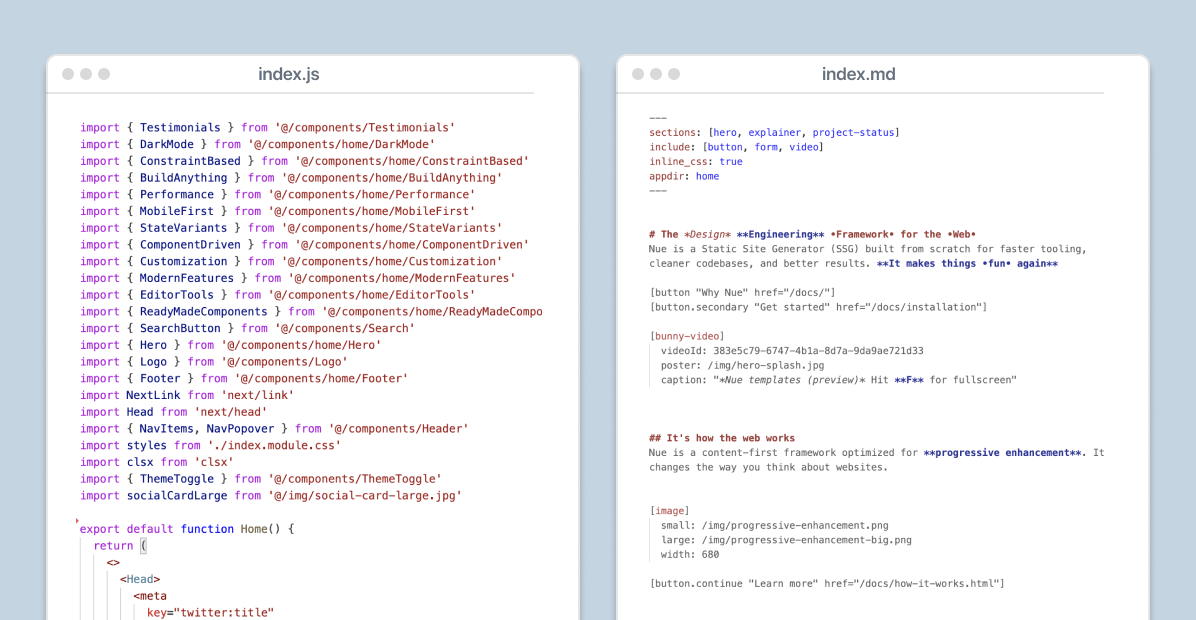 index.js
import { Testimonials } from '@/components/Testimonials'
import { DarkMode } from '@/components/home/DarkMode'
import { ConstraintBased } from '@/components/home/ConstraintBased'
import { BuildAnything } from '@/components/home/BuildAnything'
import { Performance } from '@/components/home/Performance'
import { MobileFirst } from '@/components/home/MobileFirst'
import { StateVariants } from '@/components/home/StateVariants'
import { ComponentDriven } from '@/components/home/ComponentDriven'
import { Customization } from '@/components/home/Customization'
import { ModernFeatures } from '@/components/home/ModernFeatures'
import { EditorTools } from '@/components/home/EditorTools'
import { ReadyMadeComponents } from '@/components/home/ReadyMadeCompo
import { SearchButton } from '@/components/Search'
import { Hero } from '@/components/home/Hero'
import { Logo } from '@/components/Logo'
import { Footer } from '@/components/home/Footer'
import NextLink from 'next/link'
import Head from 'next/head'
import { NavItems, NavPopover } from '@/components/Header'
import styles from './index.module.css'
import clsx from 'clsx'
import { ThemeToggle } from '@/components/ThemeToggle'
import socialCardLarge from '@/img/social-card-large.jpg'
export default function Home() {
return (
<>
<Head>
<meta
key="twitter:title"
index.md
---
sections: [hero, explainer, project-status]
include: [button, form, video]
inline_css: true
appdir: home
---
# The *Design* **Engineering** •Framework• for the •Web•
Nue is a Static Site Generator (SSG) built from scratch for faster tooling,
cleaner codebases, and better results. **It makes things •fun• again**
[button "Why Nue" href="/docs/"]
[button.secondary "Get started" href="/docs/installation"]
[bunny-video]
videoId: 383e5c79-6747-4b1a-8d7a-9da9ae721d33
poster: /img/hero-splash.jpg
caption: "*Nue templates (preview)* Hit **F** for fullscreen"
## It's how the web works
Nue is a content-first framework optimized for **progressive enhancement**. It
changes the way you think about websites.
[image]
small: /img/progressive-enhancement.png
large: /img/progressive-enhancement-big.png
width: 680
[button.continue "Learn more" href="/docs/how-it-works.html"]